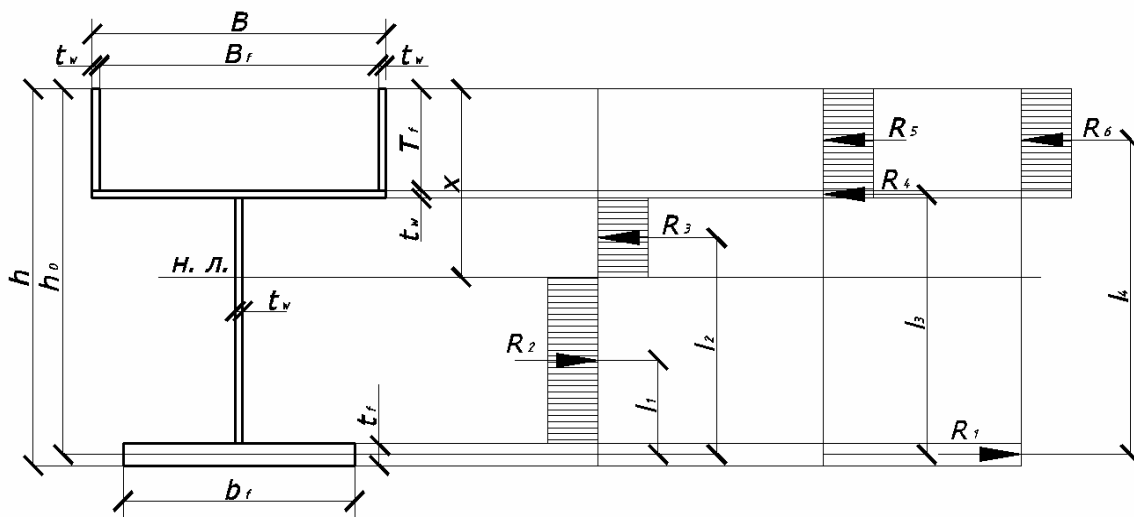 B
t w
B f
t w
T f
x
R 5
R 6
R 4
t w
R 3
h
h 0
н. л.
t w
l 2
l 3
l 4
R 2
l 1
t f
R 1
b f